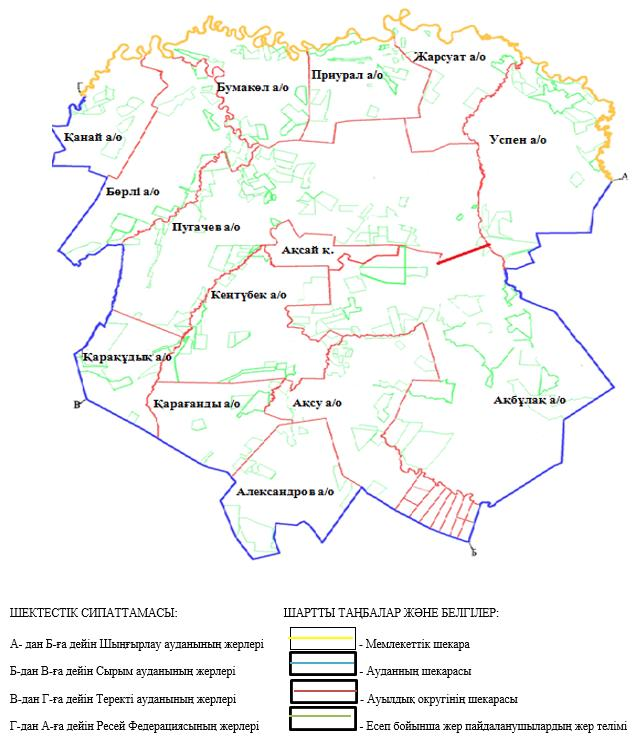 Жарсуат а/о
Приурал а/о
Бумакөл а/о
Г
Қанай а/о
Успен а/о
А
Бөрлі а/о
Пугачев а/о
Ақсай қ.
Кентүбек а/о
Қарақұдық а/о
В
Қарағанды а/о
Ақсу а/о
Ақбұлақ а/о
Александров а/о
Б
ШЕКТЕСТІК СИПАТТАМАСЫ:
А- дан Б-ға дейін Шыңғырлау ауданының жерлері
Б-дан В-ға дейін Сырым ауданының жерлері
В-дан Г-ға дейін Теректі ауданының жерлері
Г-дан А-ға дейін Ресей Федерациясының жерлері
ШАРТТЫ ТАҢБАЛАР ЖӘНЕ БЕЛГІЛЕР:
- Мемлекеттік шекара
- Ауданның шекарасы
- Ауылдық округінің шекарасы
- Есеп бойынша жер пайдаланушылардың жер телімі